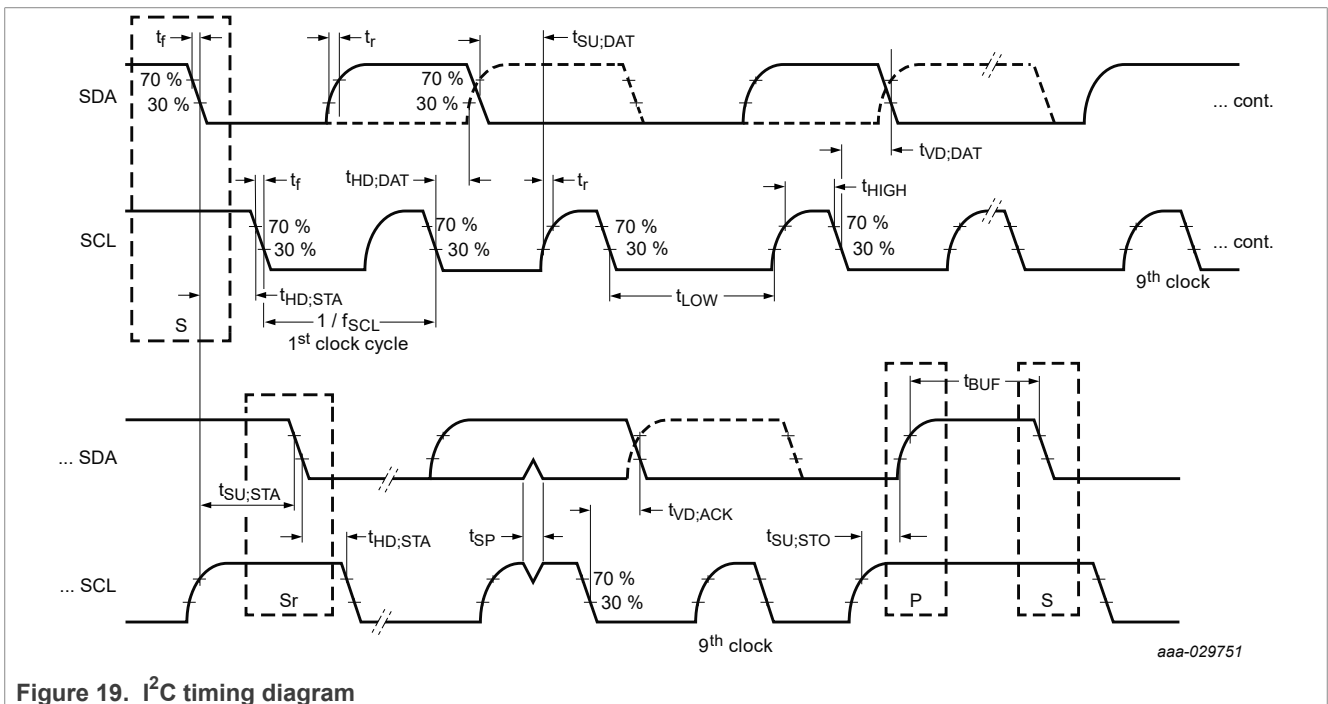 tf tr tSU;DAT
70 % 70 %
SDA 30 % 30 % ... cont.
tVD;DAT
tf tHD;DAT tr tHIGH
70 % 70 % 70 % 70 %
SCL 30 % 30 % 30 % 30 % ... cont.
9th clock
tHD;STA tLOW
S 1 / fSCL
1st clock cycle
tBUF
... SDA
tSU;STA tVD;ACK
tHD;STA tSP tSU;STO
... SCL 70 %
Sr 30 % P S
9th clock
aaa-029751
Figure 19. I2C timing diagram